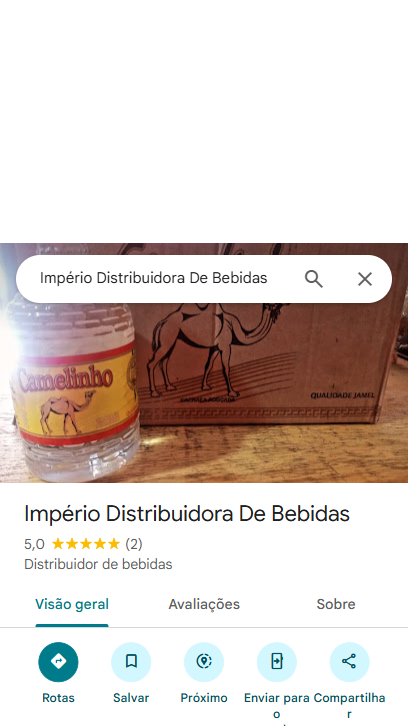 Império Distribuidora De Bebidas
Camelinho
QUALIDADE JAMEL
Império Distribuidora De Bebidas
5,0 (2)
Distribuidor de bebidas
Visão geral Avaliações Sobre
Rotas Salvar Próximo Enviar para o Compartilhar